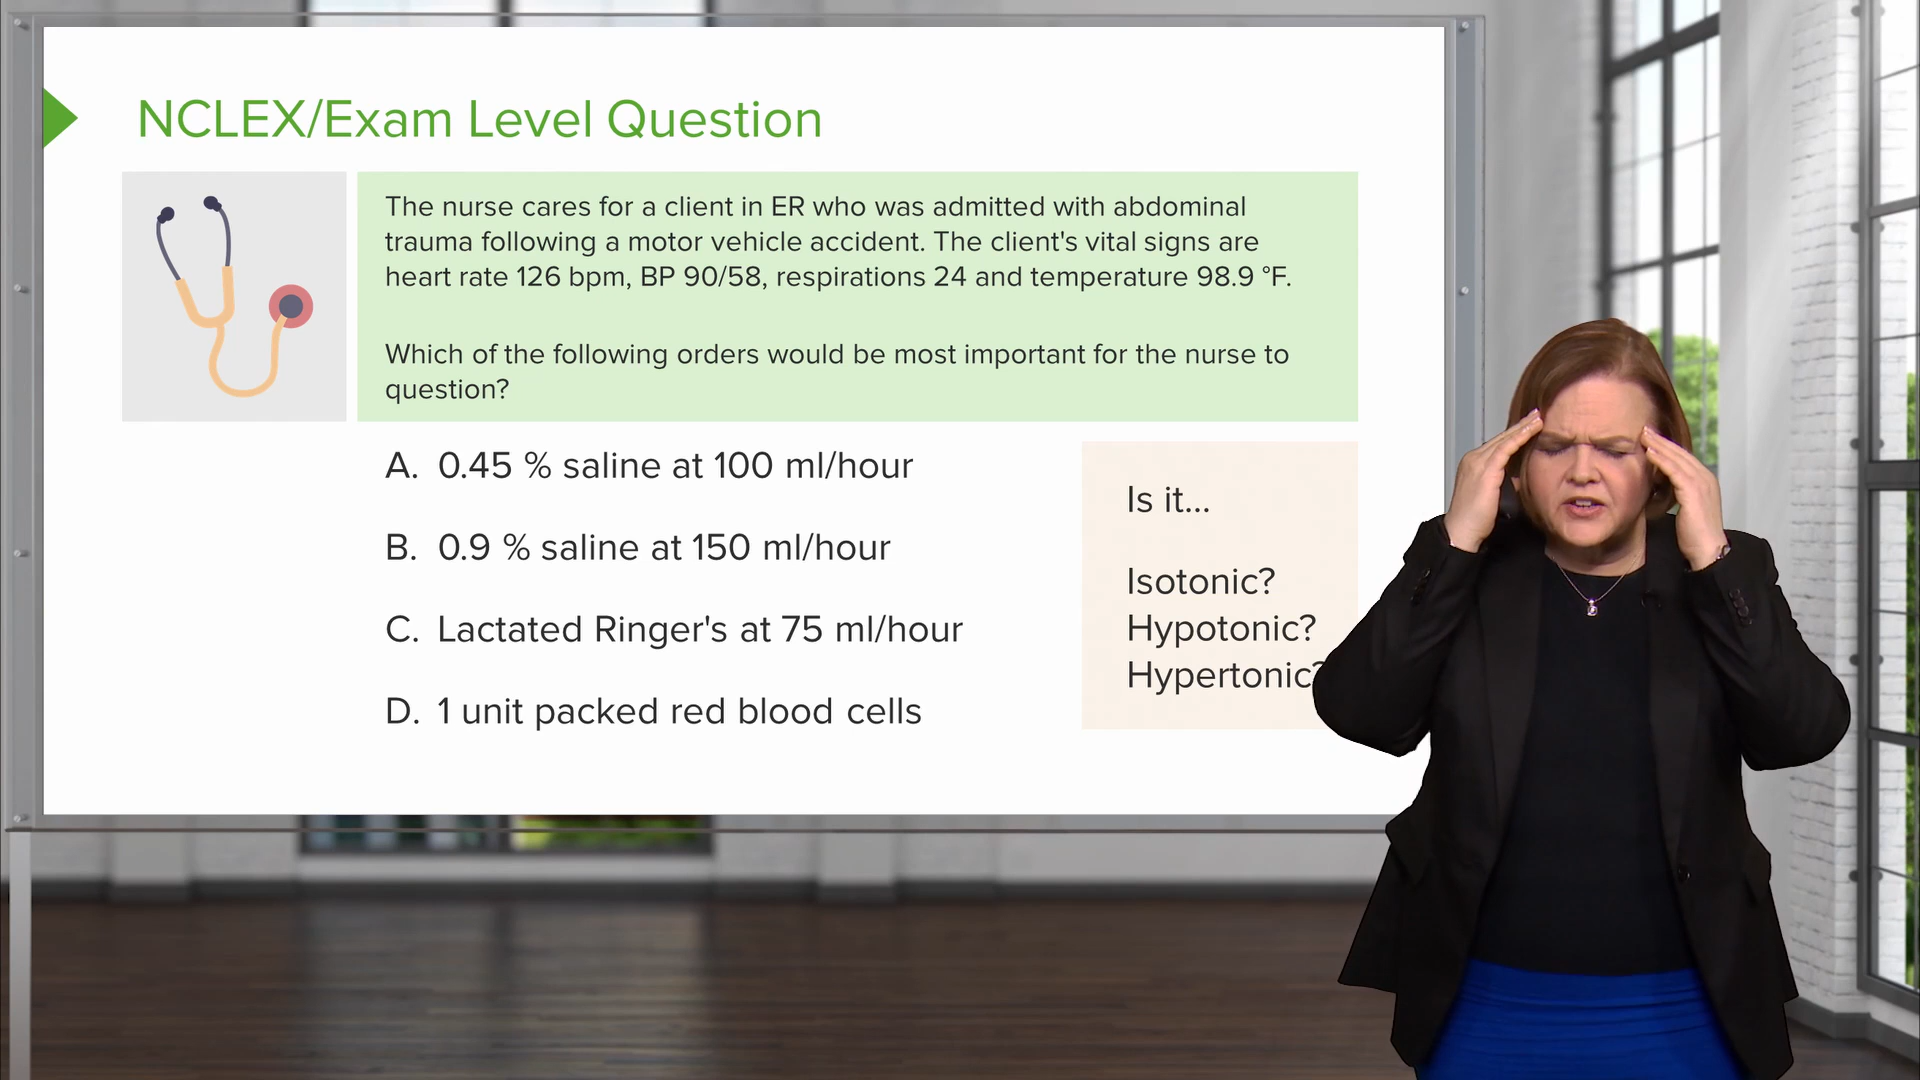 NCLEX/Exam Level Question
The nurse cares for a client in ER who was admitted with abdominal
trauma following a motor vehicle accident. The client's vital signs are
heart rate 126 bpm, BP 90/58, respirations 24 and temperature 98.9 °F.
Which of the following orders would be most important for the nurse to
question?
A. 0.45 % saline at 100 ml/hour
B. 0.9 % saline at 150 ml/hour
C. Lactated Ringer's at 75 ml/hour
D. 1 unit packed red blood cells
Is it...
Isotonic?
Hypotonic?
Hypertonic?